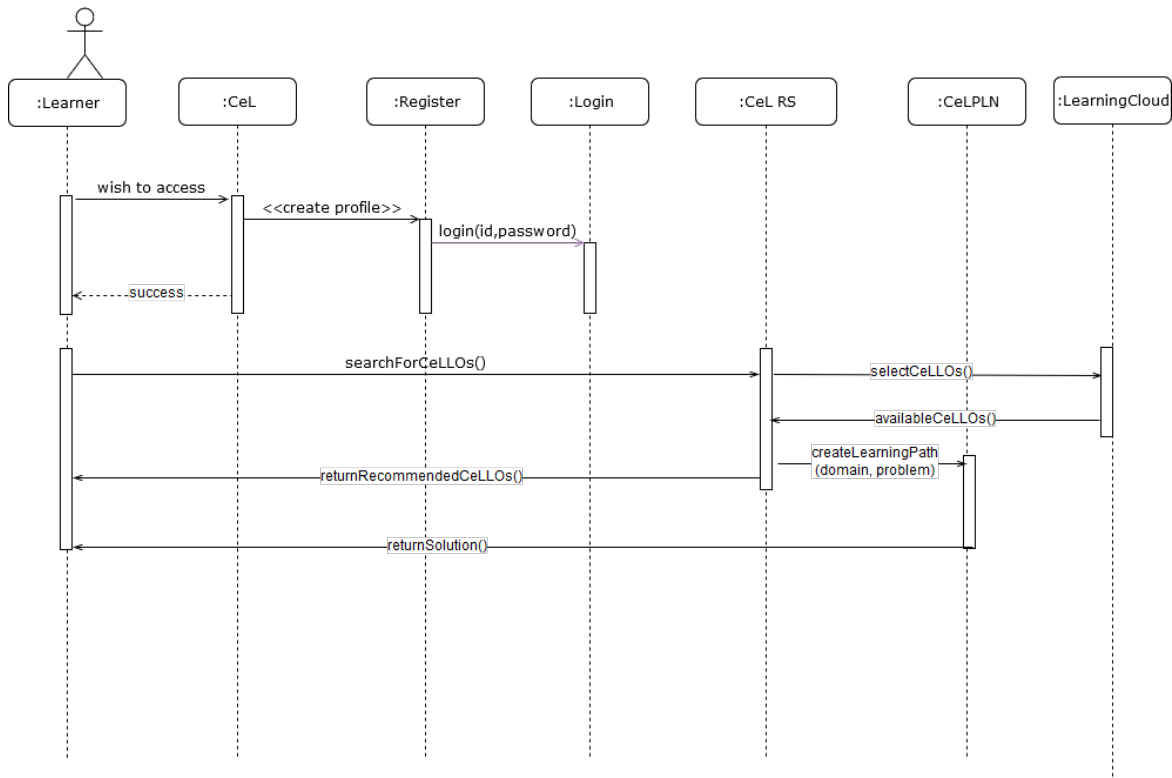 :Learner
:CeL
:Register
:Login
:CeL RS
:CeLPLN
:LearningCloud
wish to access
<<create profile>>
login(id,password)
success
searchForCeLLOs()
selectCeLLOs()
availableCeLLOs()
createLearningPath
(domain, problem)
returnRecommendedCeLLOs()
returnSolution()